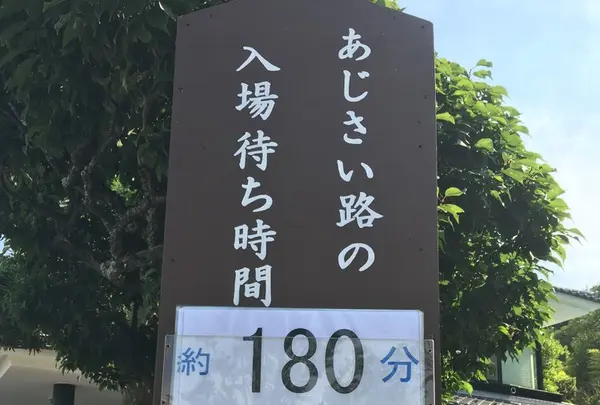 あじさい路の
入場待ち時間
約 180 分